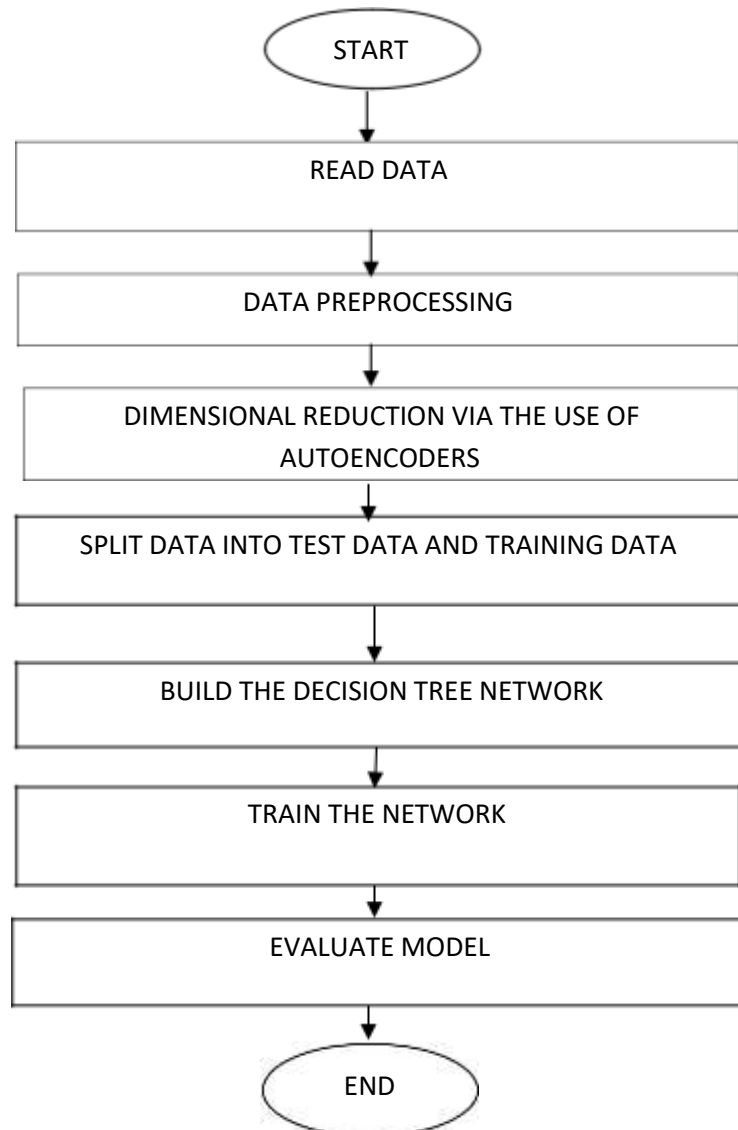 START
READ DATA
DATA PREPROCESSING
DIMENSIONAL REDUCTION VIA THE USE OF
AUTOENCODERS
SPLIT DATA INTO TEST DATA AND TRAINING DATA
BUILD THE DECISION TREE NETWORK
TRAIN THE NETWORK
EVALUATE MODEL
END